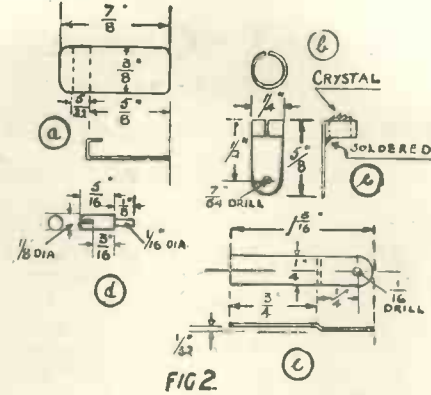 7/8"
3/8"
5/32
5/8"
a
b
1/4"
1/2"
5/8"
7/64 DRILL
CRYSTAL
SOLDERED
e
5/16"
1/8"
1/8 DIA
3/16"
1/16" DIA
d
5/16"
1/4"
3/4"
1/4"
1/16 DRILL
1/32"
c
FIG 2.